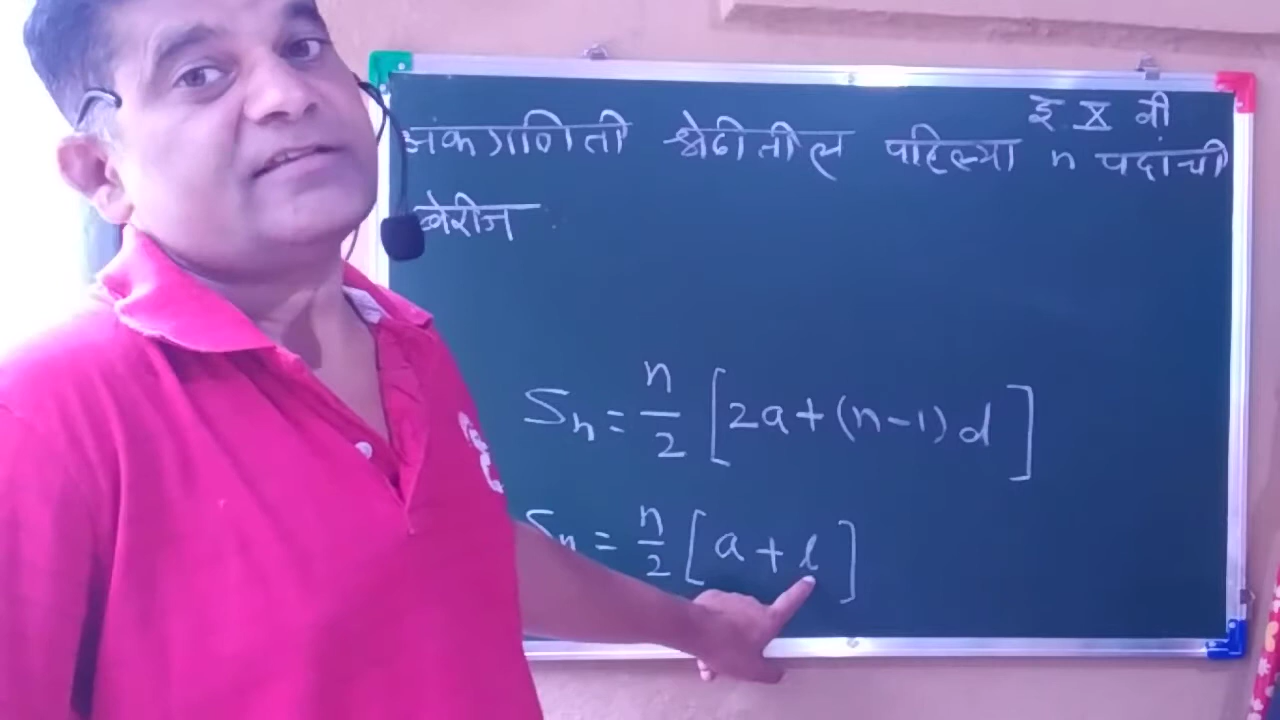 इ X वी
अंकगणिती श्रेढीतील पहिल्या n पदांची
बेरीज
Sn = n/2 [2a+(n-1)d]
Sn = n/2 [a+l]